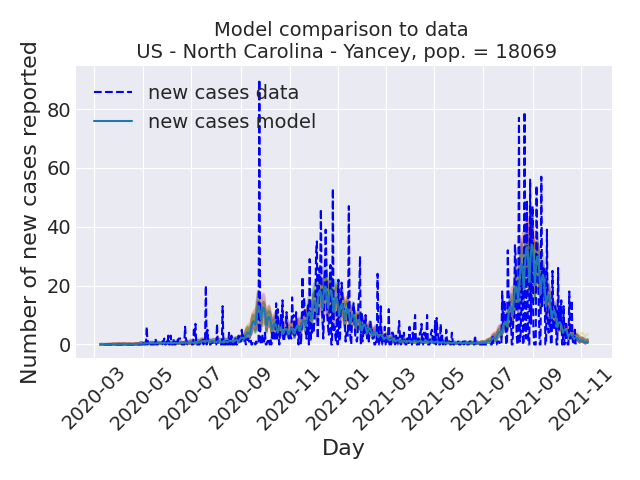 Model comparison to data
US - North Carolina - Yancey, pop. = 18069
Number of new cases reported
80
60
40
20
0
new cases data
new cases model
2020-03
2020-05
2020-07
2020-09
2020-11
2021-01
2021-03
2021-05
2021-07
2021-09
2021-11
Day